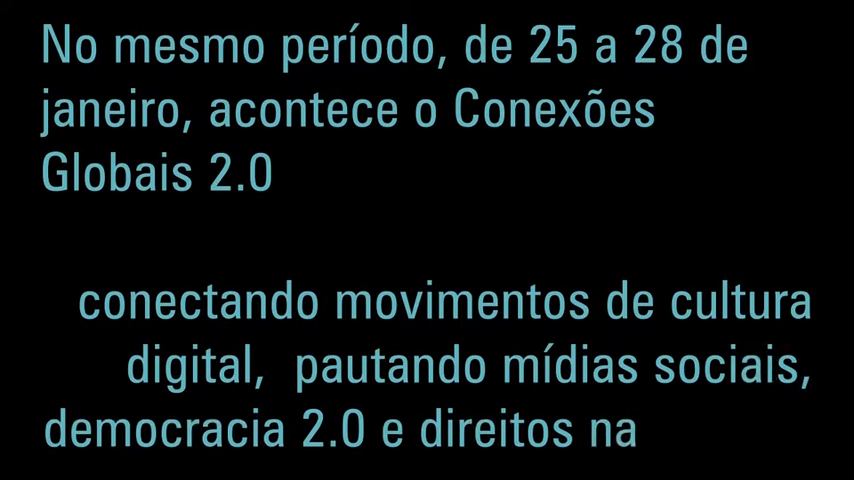 No mesmo período, de 25 a 28 de
janeiro, acontece o Conexões
Globais 2.0
conectando movimentos de cultura
digital, pautando mídias sociais,
democracia 2.0 e direitos na